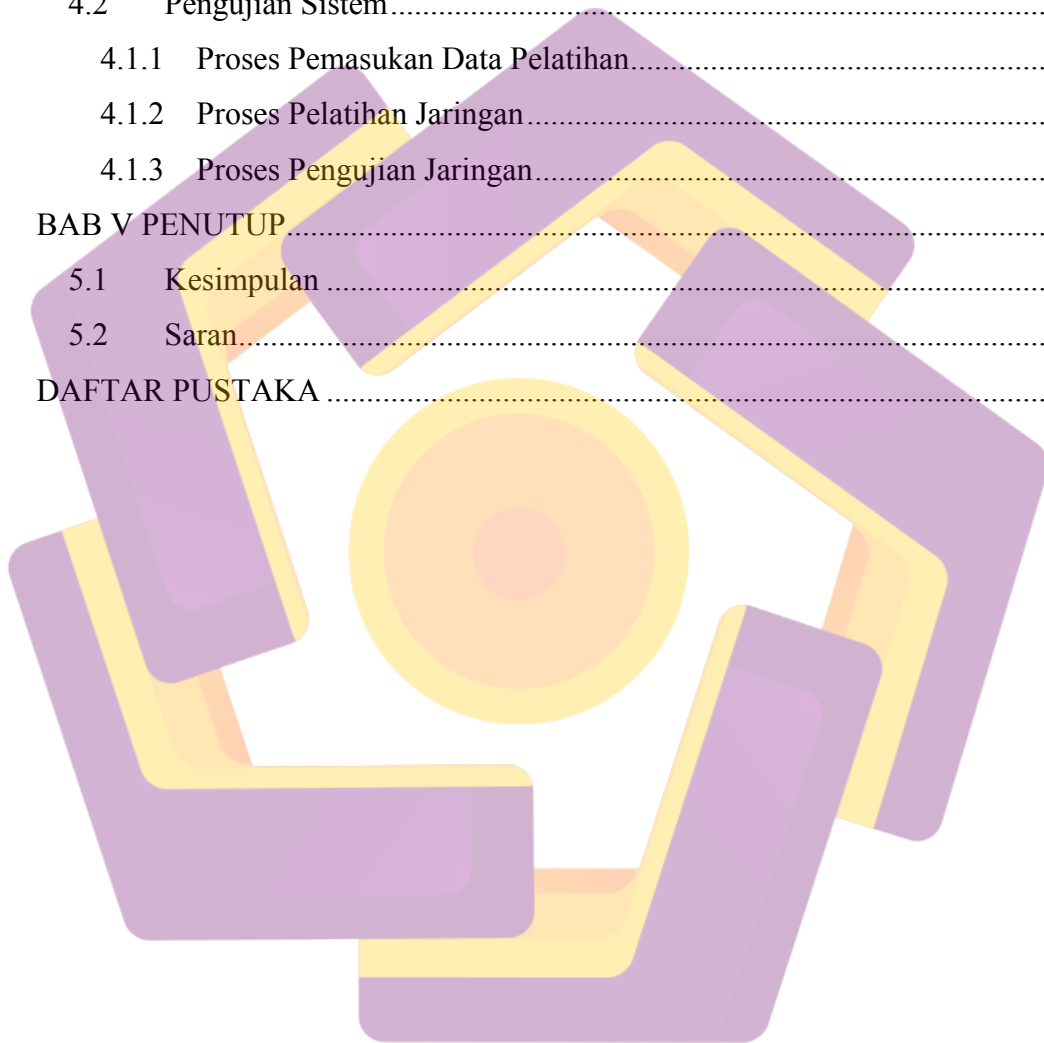 4.2 Pengujian Sistem........................................................................................
4.1.1 Proses Pemasukan Data Pelatihan........................................................
4.1.2 Proses Pelatihan Jaringan......................................................................
4.1.3 Proses Pengujian Jaringan.....................................................................
BAB V PENUTUP.....................................................................................................
5.1 Kesimpulan .................................................................................................
5.2 Saran...........................................................................................................
DAFTAR PUSTAKA ................................................................................................